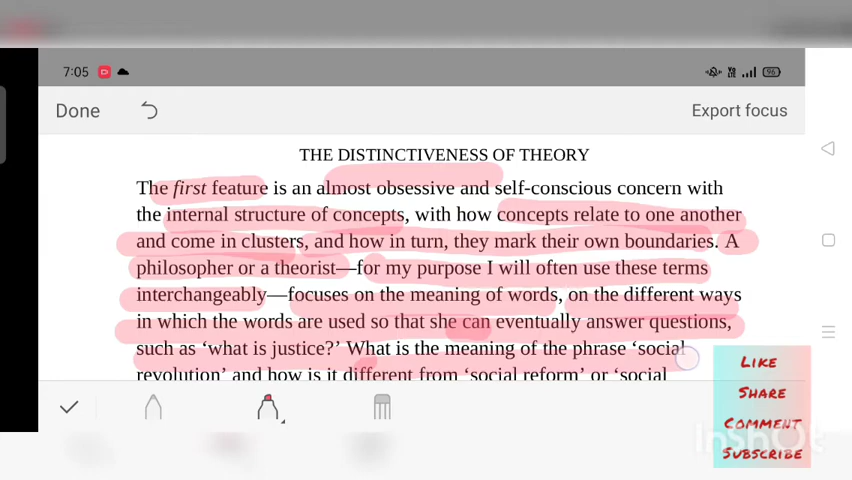 7:05
96
Done
Export focus
THE DISTINCTIVENESS OF THEORY
The first feature is an almost obsessive and self-conscious concern with
the internal structure of concepts, with how concepts relate to one another
and come in clusters, and how in turn, they mark their own boundaries. A
philosopher or a theorist—for my purpose I will often use these terms
interchangeably—focuses on the meaning of words, on the different ways
in which the words are used so that she can eventually answer questions,
such as ‘what is justice?’ What is the meaning of the phrase ‘social
revolution’ and how is it different from ‘social reform’ or ‘social
LIKE
SHARE
COMMENT
SUBSCRIBE
InShot